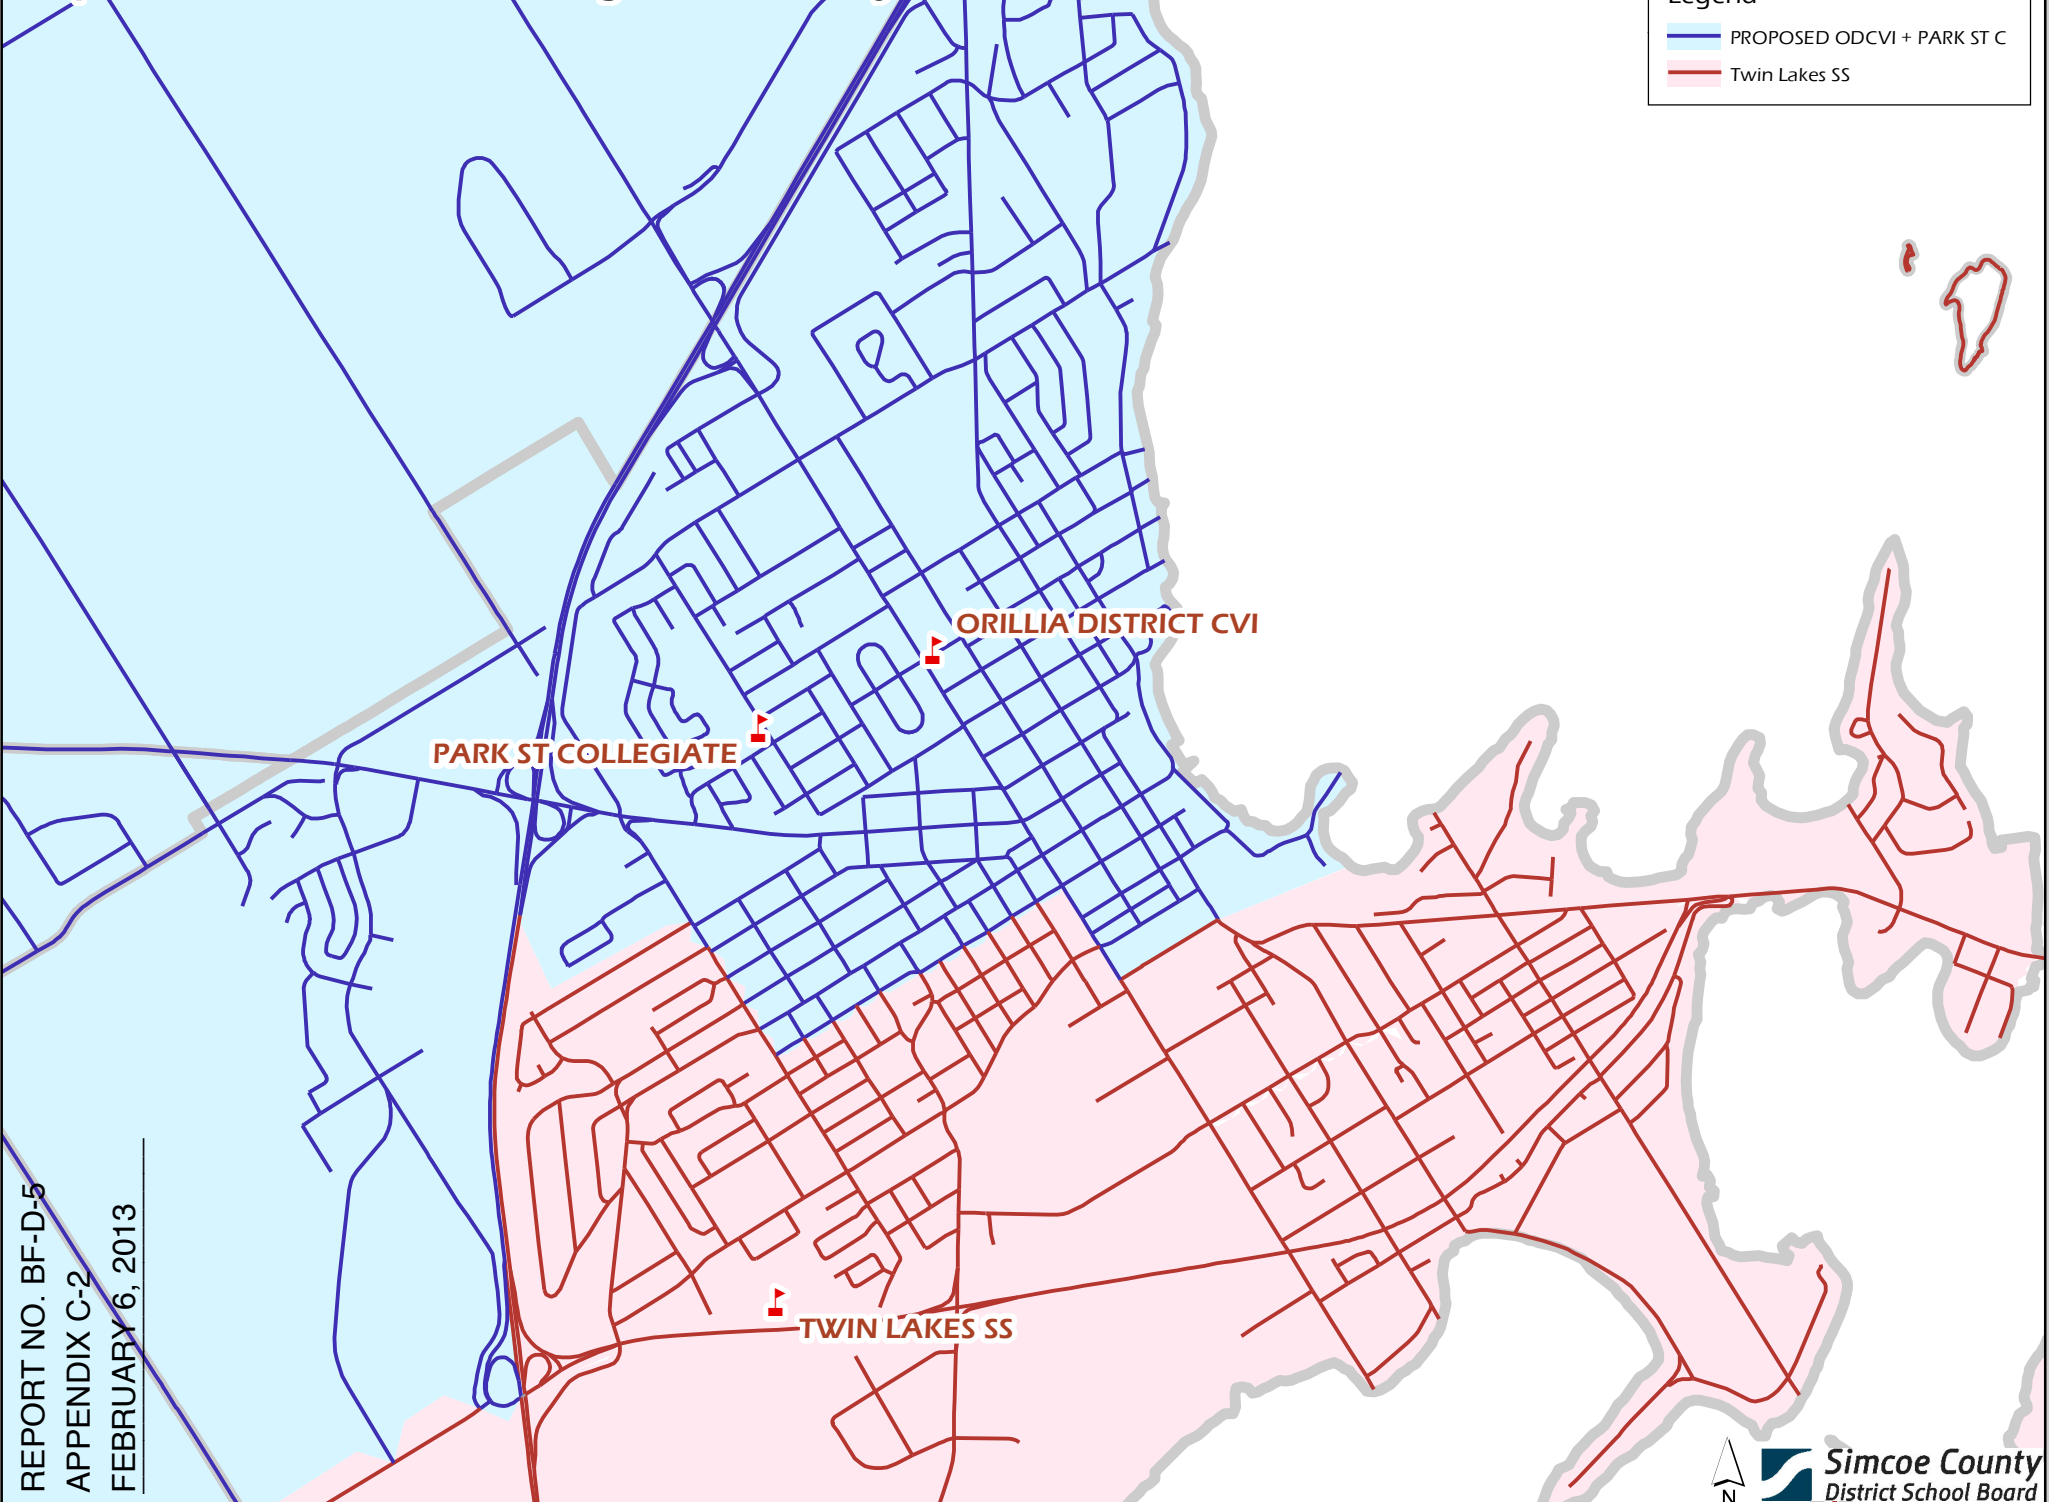 Legend
PROPOSED ODCVI + PARK ST C
Twin Lakes SS
ORILLIA DISTRICT CVI
PARK ST COLLEGIATE
TWIN LAKES SS
REPORT NO. BF-D-5
APPENDIX C-2
FEBRUARY 6, 2013
N
Simcoe County
District School Board